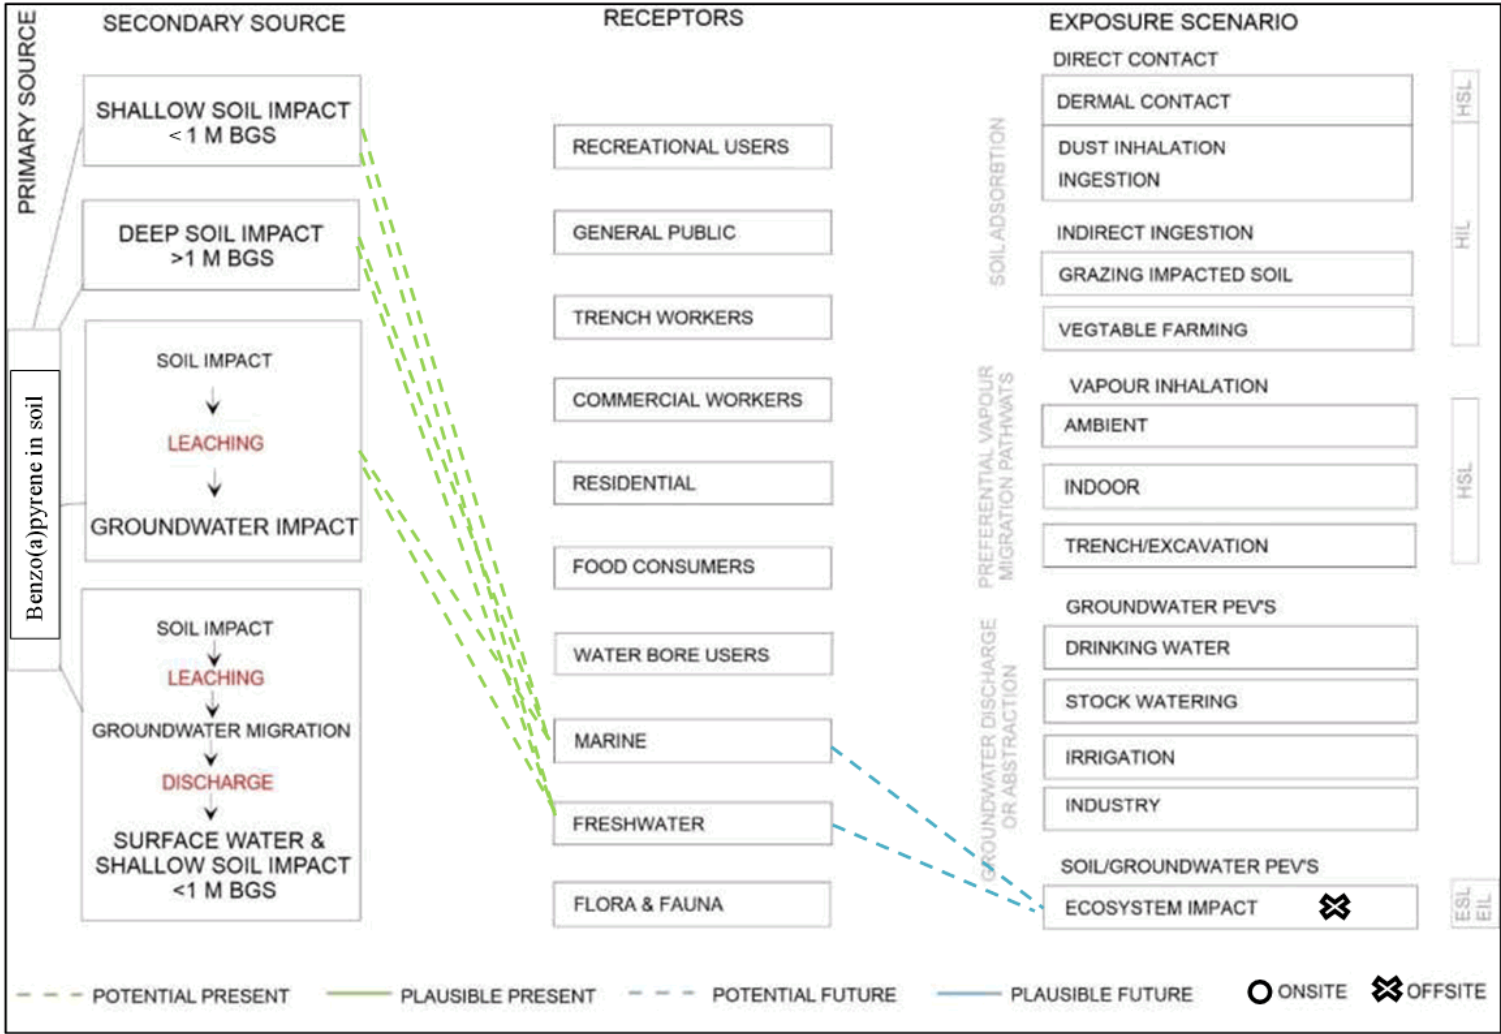 PRIMARY SOURCE
SECONDARY SOURCE
SHALLOW SOIL IMPACT
<1 M BGS
DEEP SOIL IMPACT
>1 M BGS
Benzo(a)pyrene in soil
SOIL IMPACT
LEACHING
GROUNDWATER IMPACT
SOIL IMPACT
LEACHING
GROUNDWATER MIGRATION
DISCHARGE
SURFACE WATER &
SHALLOW SOIL IMPACT
<1 M BGS
RECEPTORS
RECREATIONAL USERS
GENERAL PUBLIC
TRENCH WORKERS
COMMERCIAL WORKERS
RESIDENTIAL
FOOD CONSUMERS
WATER BORE USERS
MARINE
FRESHWATER
FLORA & FAUNA
EXPOSURE SCENARIO
SOIL ADSORBTION
DIRECT CONTACT
DERMAL CONTACT
DUST INHALATION
INGESTION
INDIRECT INGESTION
GRAZING IMPACTED SOIL
VEGTABLE FARMING
HSL
HIL
PREFERENTIAL VAPOUR
MIGRATION PATHWATS
VAPOUR INHALATION
AMBIENT
INDOOR
TRENCH/EXCAVATION
HSL
GROUNDWATER DISCHARGE
OR ABSTRACTION
GROUNDWATER PEV'S
DRINKING WATER
STOCK WATERING
IRRIGATION
INDUSTRY
SOIL/GROUNDWATER PEV'S
ECOSYSTEM IMPACT
ESL
EIL
POTENTIAL PRESENT
PLAUSIBLE PRESENT
POTENTIAL FUTURE
PLAUSIBLE FUTURE
ONSITE
OFFSITE